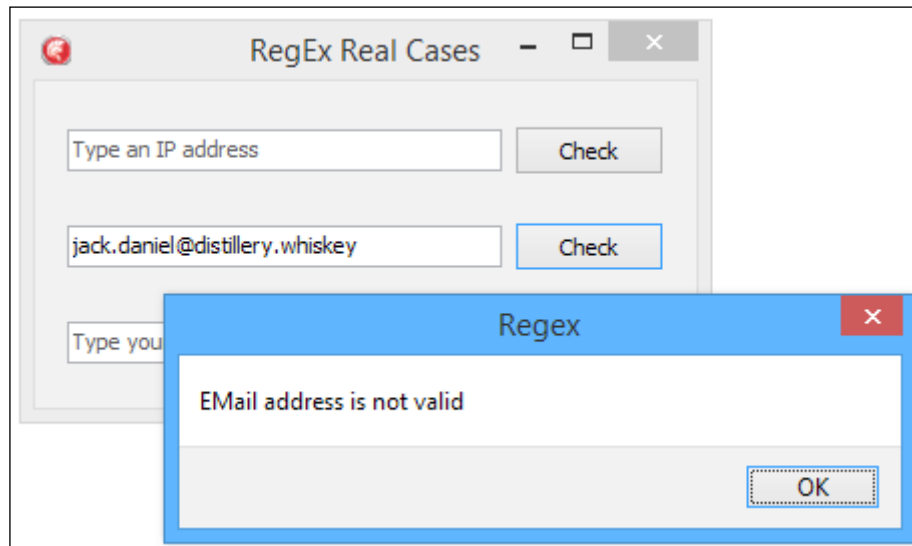 RegEx Real Cases
Type an IP address
Check
jack.daniel@distillery.whiskey
Check
Type you
Regex
EMail address is not valid
OK